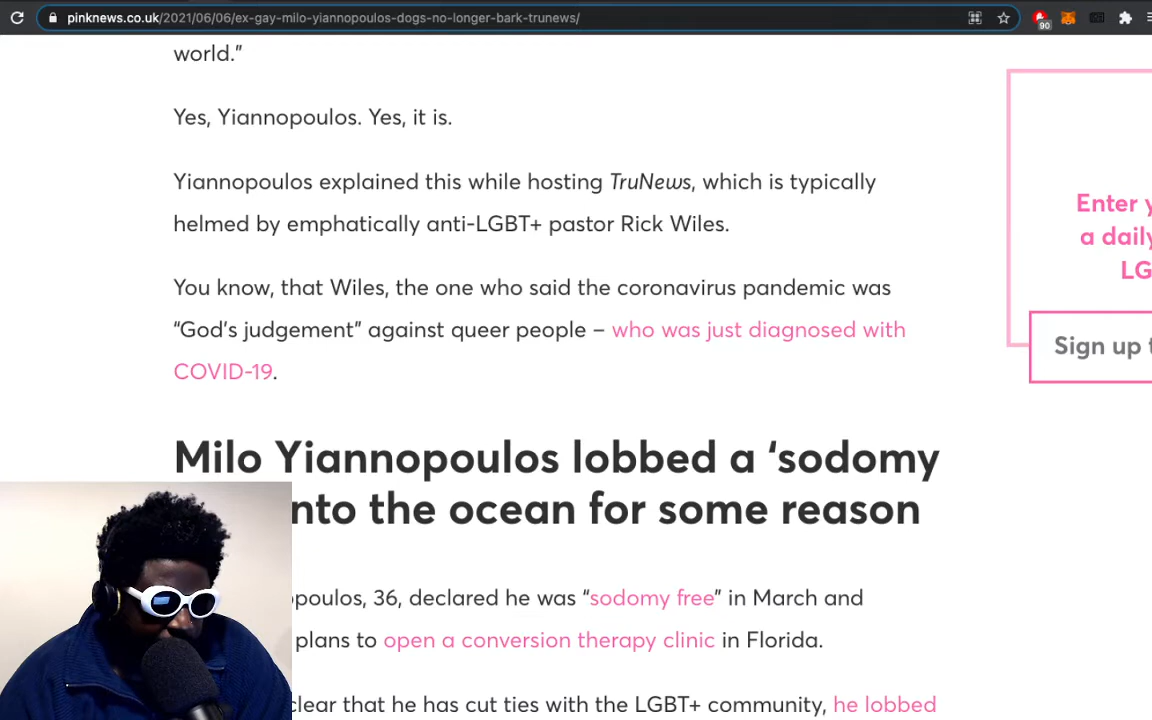 pinknews.co.uk/2021/06/06/ex-gay-milo-yiannopoulos-dogs-no-longer-bark-trunews/
90
world.”
Yes, Yiannopoulos. Yes, it is.
Yiannopoulos explained this while hosting TruNews, which is typically
helmed by emphatically anti-LGBT+ pastor Rick Wiles.
You know, that Wiles, the one who said the coronavirus pandemic was
“God’s judgement” against queer people – who was just diagnosed with
COVID-19.
Milo Yiannopoulos lobbed a ‘sodomy
nto the ocean for some reason
poulos, 36, declared he was “sodomy free” in March and
plans to open a conversion therapy clinic in Florida.
clear that he has cut ties with the LGBT+ community, he lobbed
Enter y
a daily
LG
Sign up t